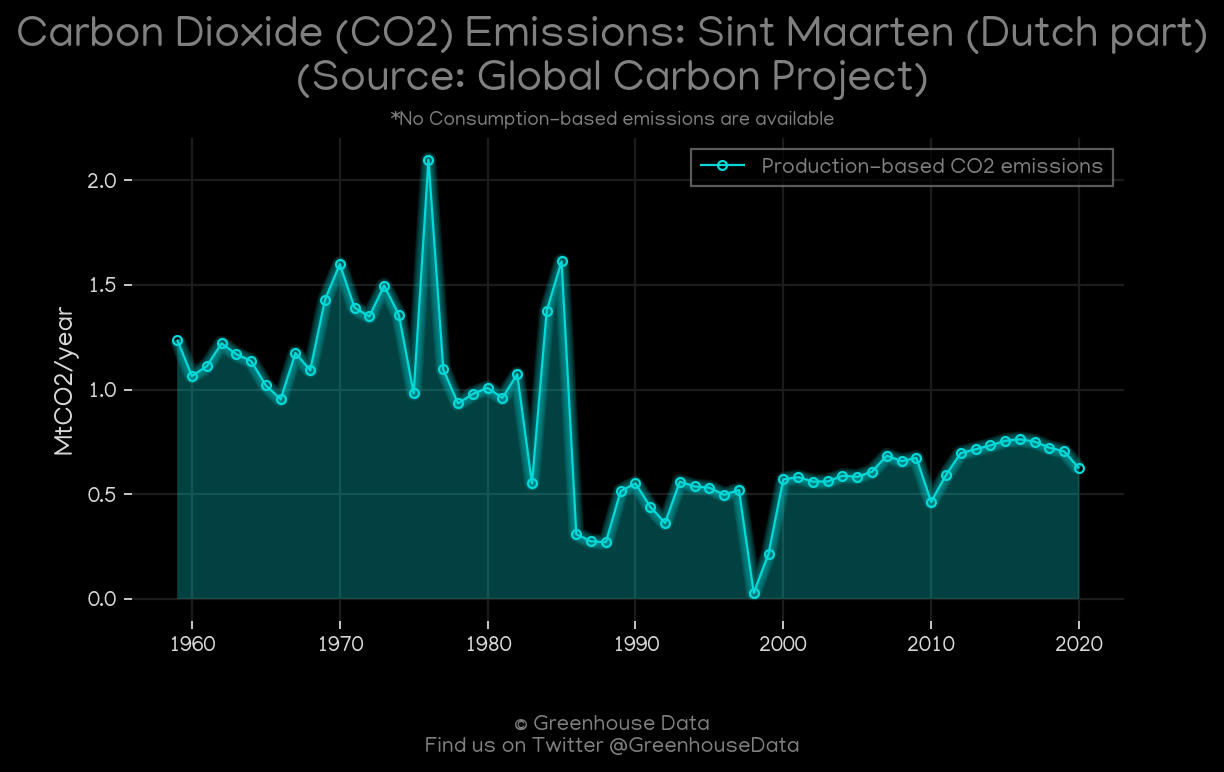 Carbon Dioxide (CO2) Emissions: Sint Maarten (Dutch part)
(Source: Global Carbon Project)
*No Consumption-based emissions are available
Production-based CO2 emissions
MtCO2/year
2.0
1.5
1.0
0.5
0.0
1960 1970 1980 1990 2000 2010 2020
© Greenhouse Data
Find us on Twitter @GreenhouseData